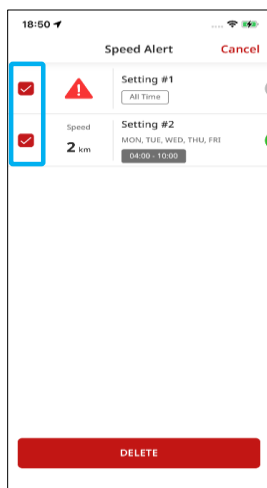 18:50
Speed Alert
Cancel
Setting #1
All Time
Speed
2 km
Setting #2
MON, TUE, WED, THU, FRI
04:00 - 10:00
DELETE